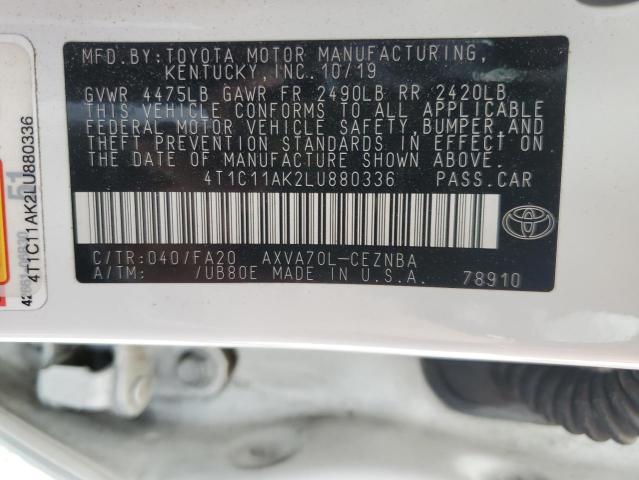 MFD.BY: TOYOTA MOTOR MANUFACTURING,
KENTUCKY, INC. 10/19
GVWR 4475LB GAWR FR 2490LB RR 2420LB
THIS VEHICLE CONFORMS TO ALL APPLICABLE
FEDERAL MOTOR VEHICLE SAFETY, BUMPER, AND
THEFT PREVENTION STANDARDS IN EFFECT ON
THE DATE OF MANUFACTURE SHOWN ABOVE.
4T1C11AK2LU880336 PASS.CAR
C/TR: 040/FA20 AXVA70L-CEZNBA
A/TM: /UB80E MADE IN U.S.A. 78910
51
4T1C11AK2LU880336